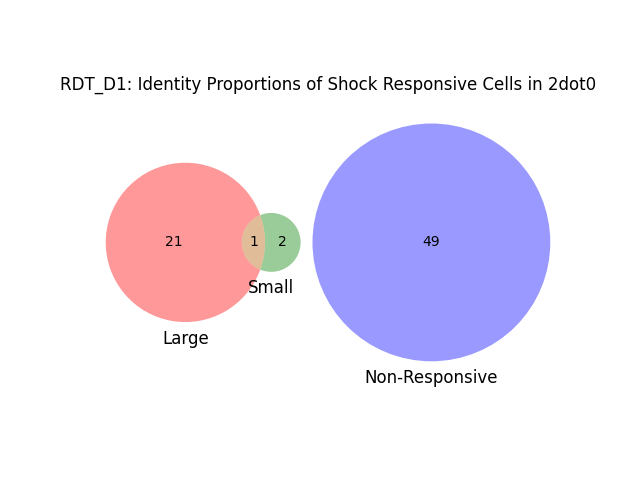 RDT_D1: Identity Proportions of Shock Responsive Cells in 2dot0
21
1
2
49
Small
Large
Non-Responsive